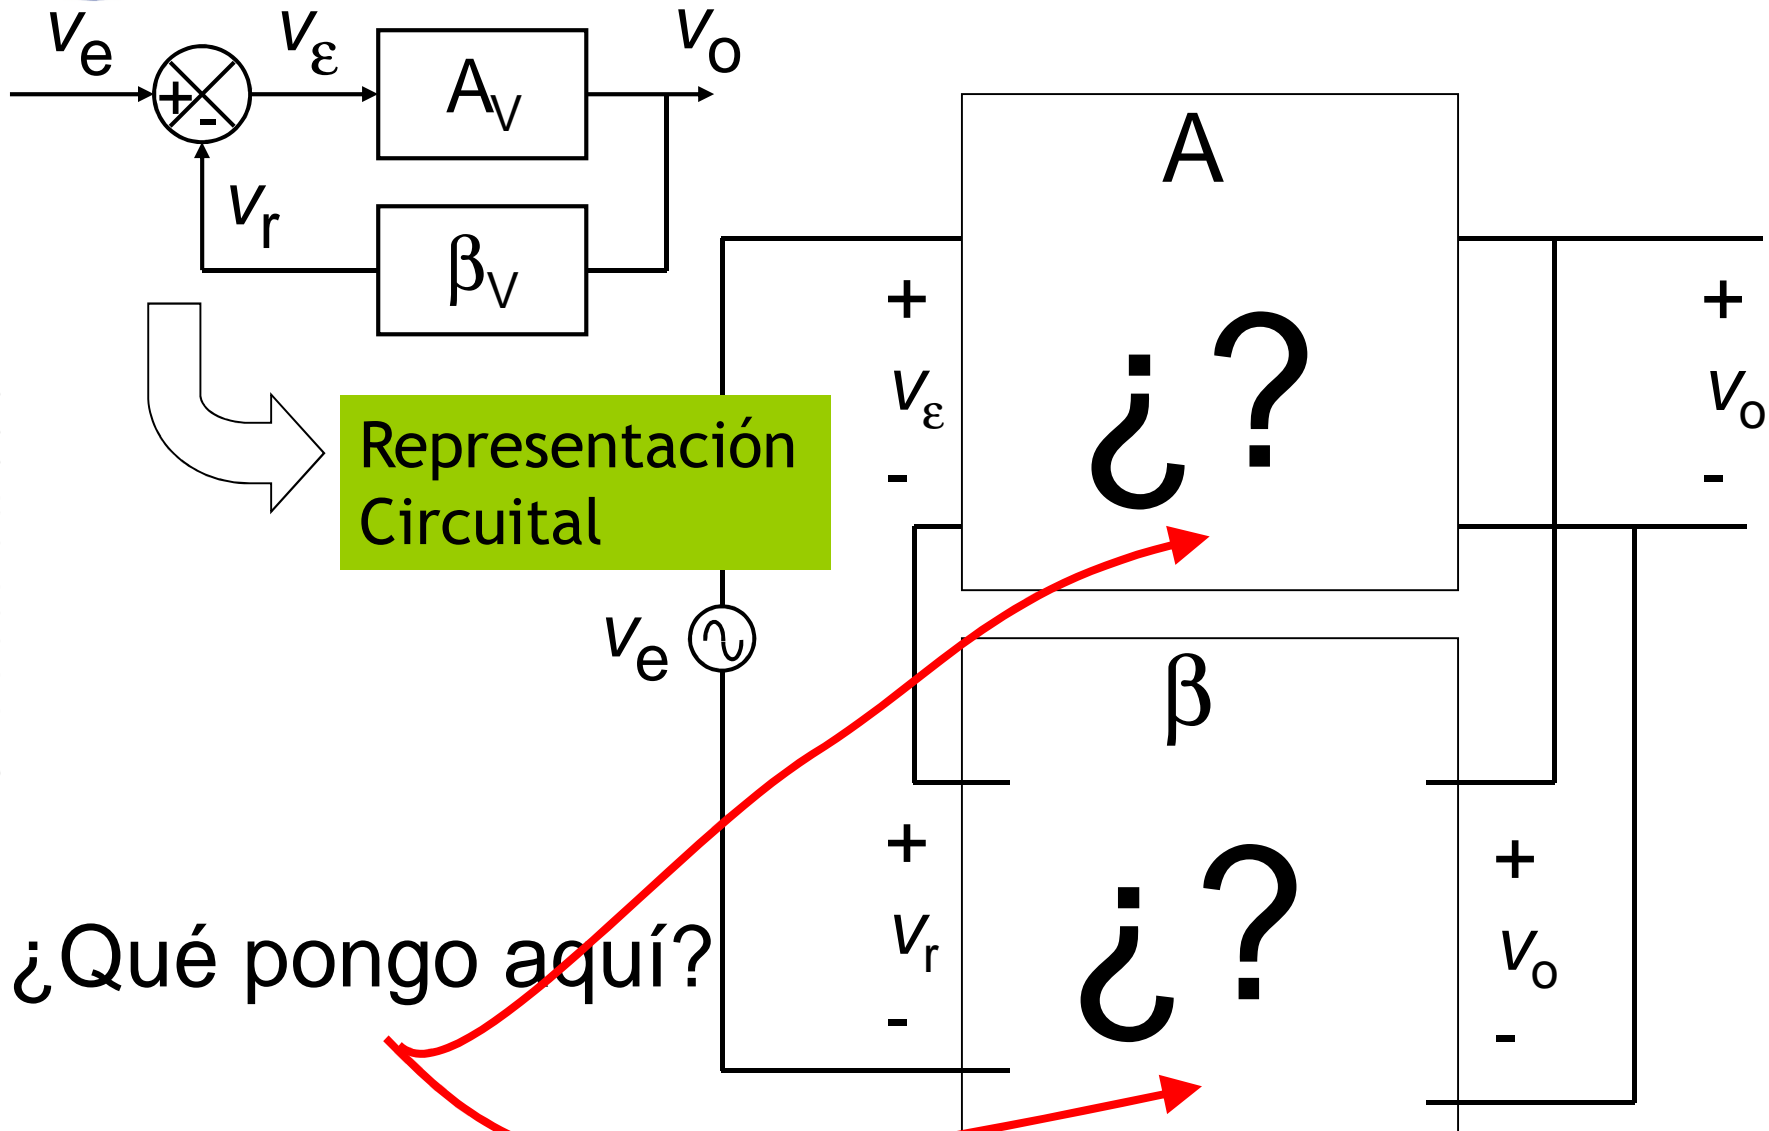 ve
+
-
vε
AV
vo
vr
βV
Representación
Circuital
ve
A
+
vε
-
¿?
+
vo
-
β
+
vr
-
¿?
+
vo
-
¿Qué pongo aquí?